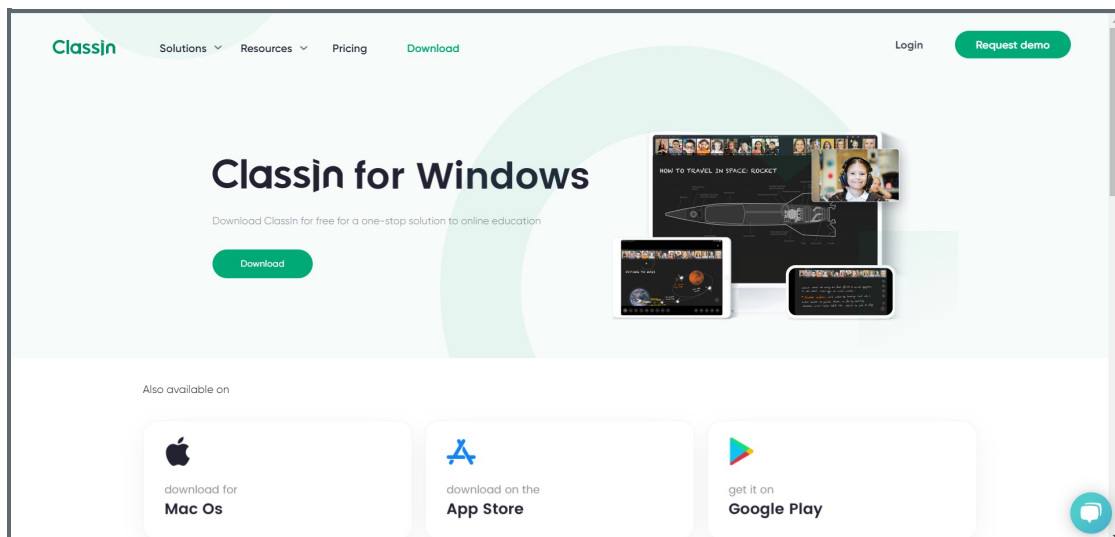 ClassIn
Solutions
Resources
Pricing
Download
Login
Request demo
ClassIn for Windows
Download ClassIn for free for a one-stop solution to online education
Download
HOW TO TRAVEL IN SPACE: ROCKET
Also available on
download for
Mac Os
download on the
App Store
get it on
Google Play